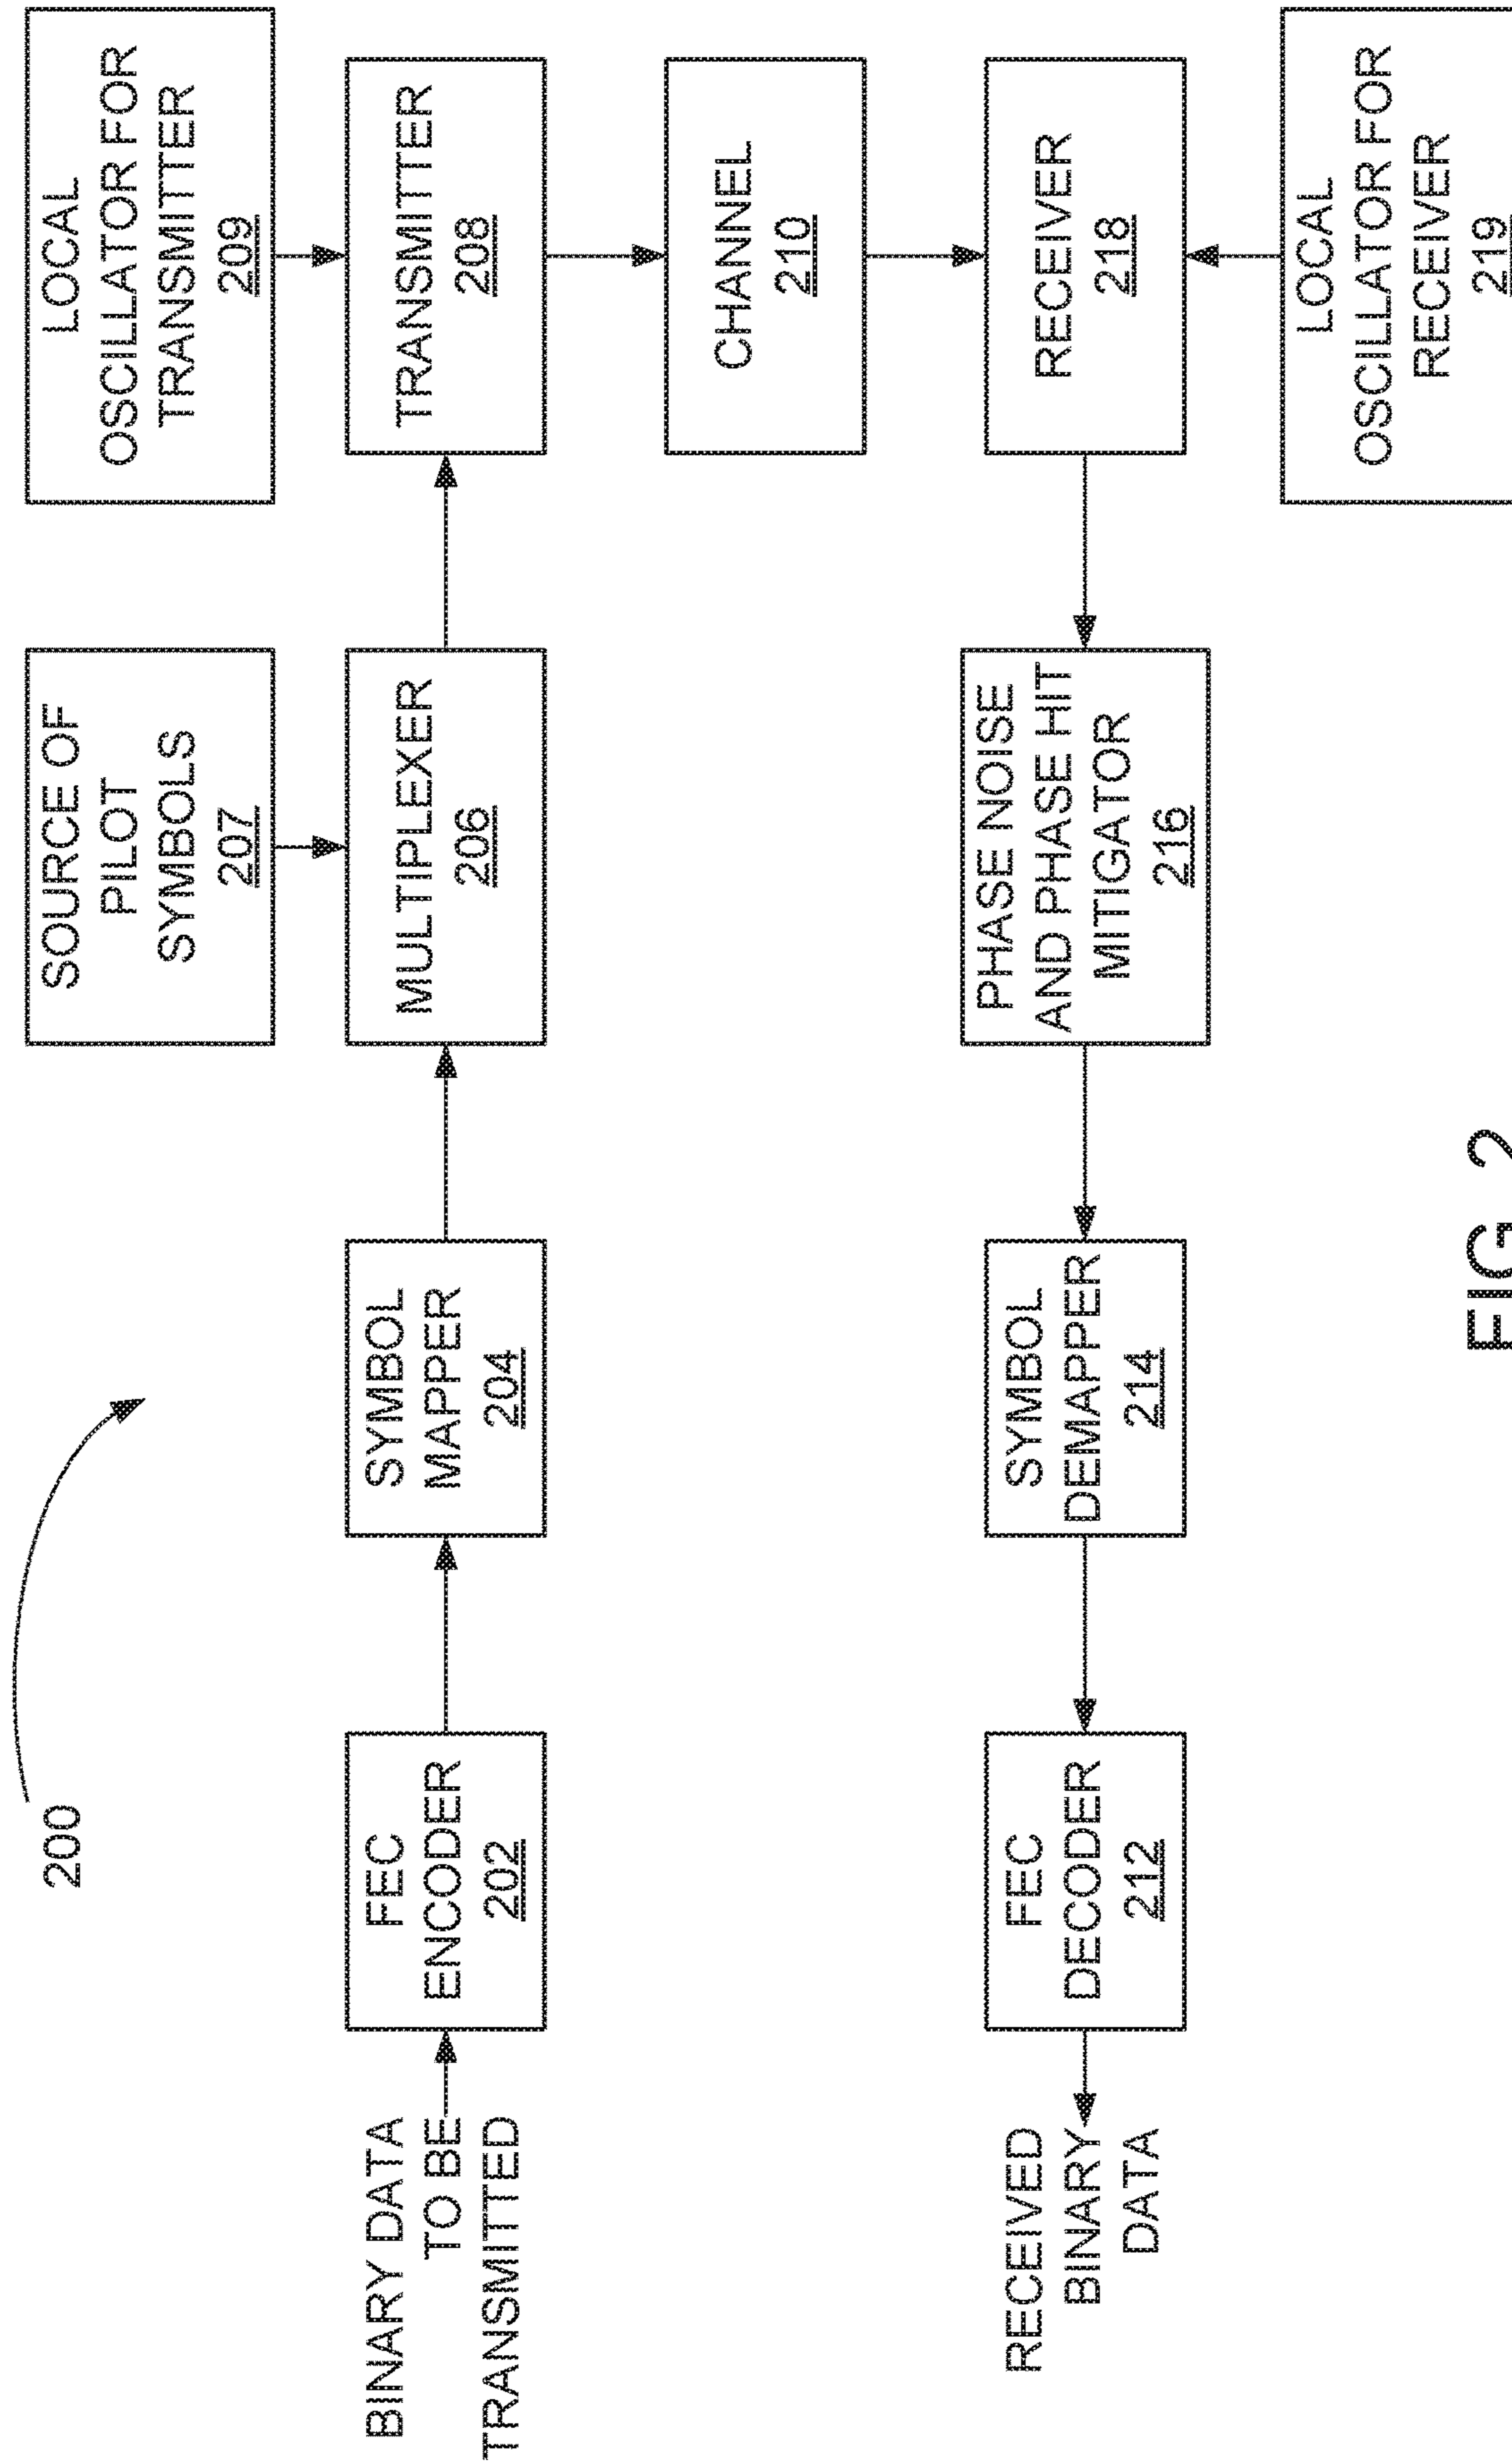 200
LOCAL
OSCILLATOR FOR
TRANSMITTER
209
SOURCE OF
PILOT
SYMBOLS
207
BINARY DATA
TO BE
TRANSMITTED
FEC
ENCODER
202
SYMBOL
MAPPER
204
MULTIPLEXER
206
TRANSMITTER
208
CHANNEL
210
RECEIVED
BINARY
DATA
FEC
DECODER
212
SYMBOL
DEMAPPER
214
PHASE NOISE
AND PHASE HIT
MITIGATOR
216
RECEIVER
218
LOCAL
OSCILLATOR FOR
RECEIVER
219
FIG. 2